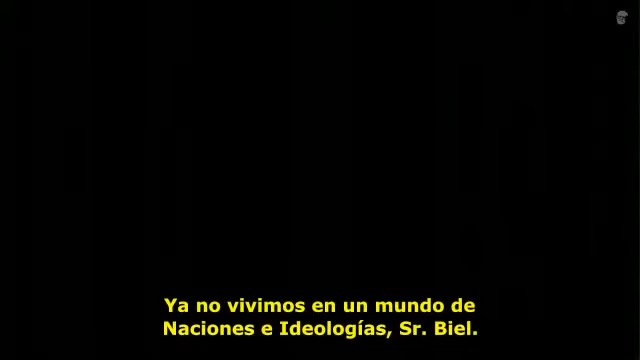 Ya no vivimos en un mundo de
Naciones e Ideologías, Sr. Biel.